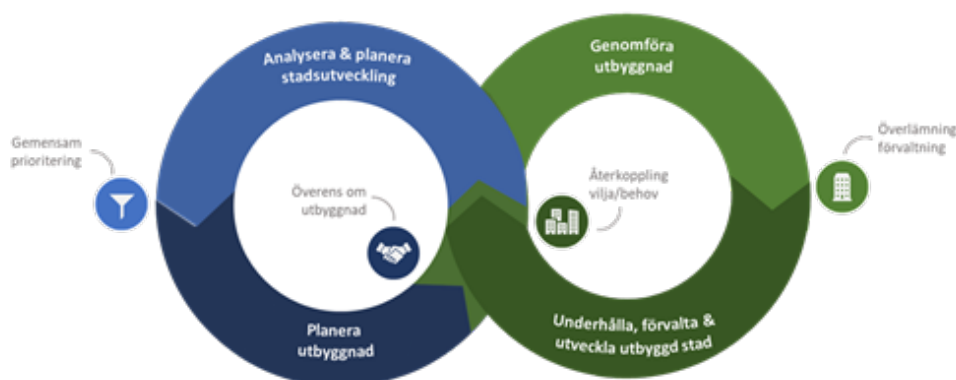 Analysera & planera
stadsutveckling
Genomföra
utbyggnad
Gemensam
prioritering
Överens om
utbyggnad
Återkoppling
vilja/behov
Överlämning
förvaltning
Planera
utbyggnad
Underhålla, förvalta &
utveckla utbyggd stad